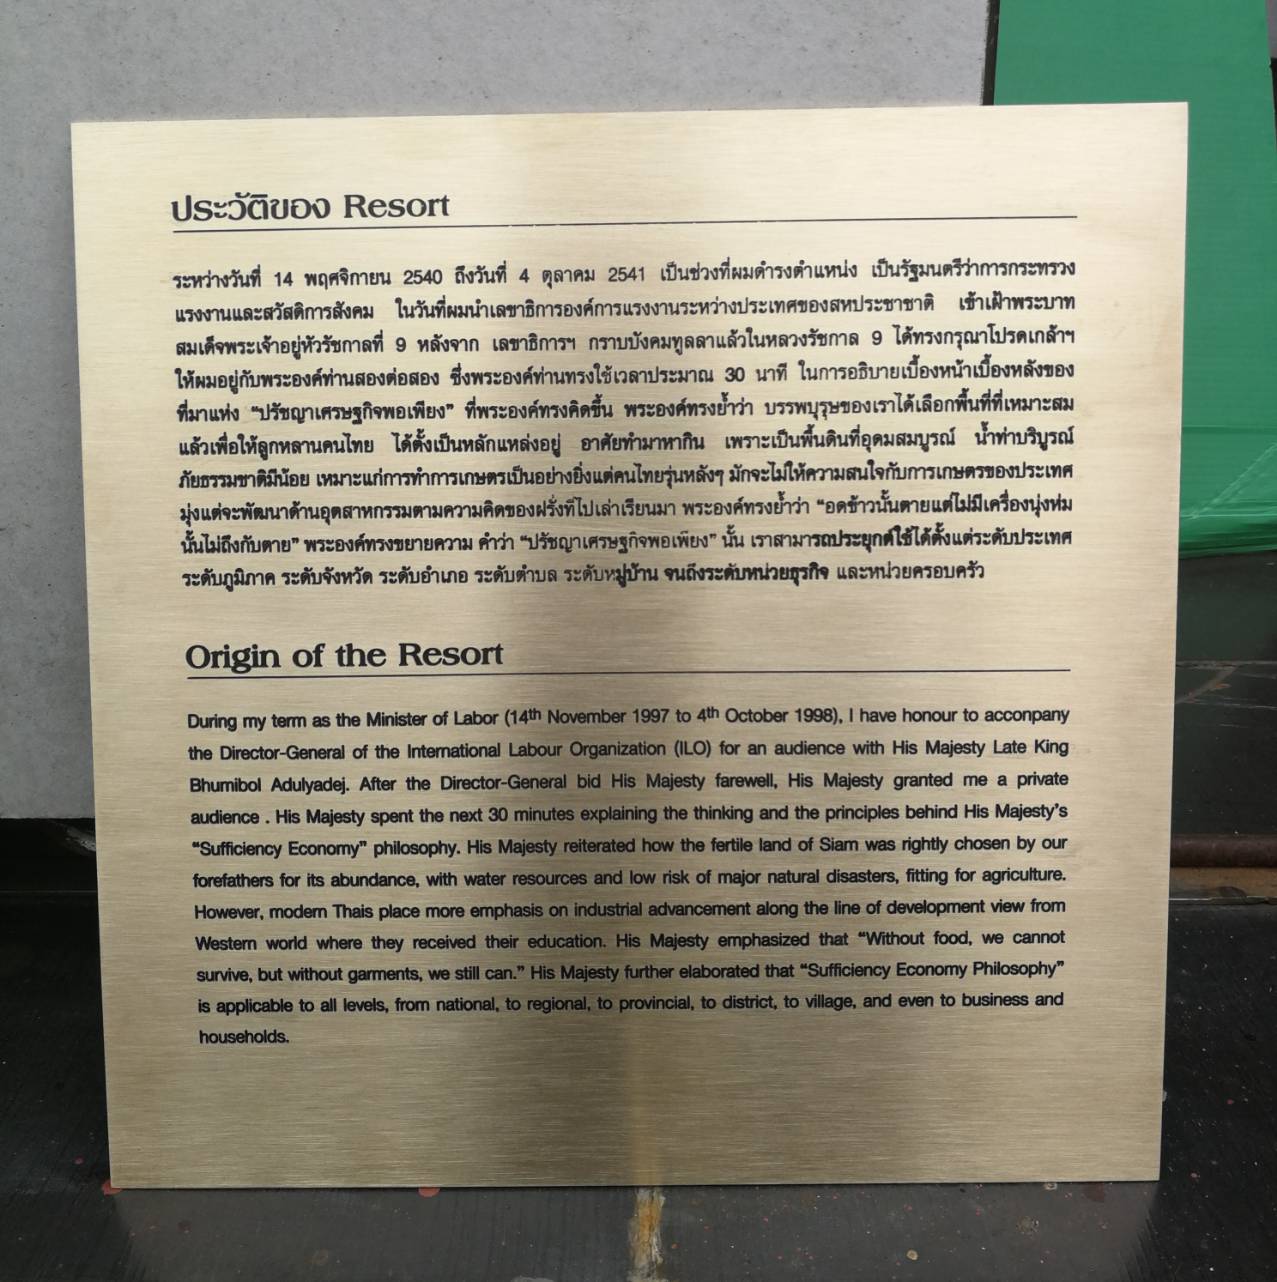 ประวัติของ Resort
ระหว่างวันที่ 14 พฤศจิกายน 2540 ถึงวันที่ 4 ตุลาคม 2541 เป็นช่วงที่ผมดำรงตำแหน่ง เป็นรัฐมนตรีว่าการกระทรวง
แรงงานและสวัสดิการสังคม ในวันที่ผมนำเลขาธิการองค์การแรงงานระหว่างประเทศของสหประชาชาติ เข้าเฝ้าพระบาท
สมเด็จพระเจ้าอยู่หัวรัชกาลที่ 9 หลังจาก เลขาธิการฯ กราบบังคมทูลลาแล้วในหลวงรัชกาล 9 ได้ทรงกรุณาโปรดเกล้าฯ
ให้ผมอยู่กับพระองค์ท่านสองต่อสอง ซึ่งพระองค์ท่านทรงใช้เวลาประมาณ 30 นาที ในการอธิบายเบื้องหน้าเบื้องหลังของ
ที่มาแห่ง “ปรัชญาเศรษฐกิจพอเพียง” ที่พระองค์ทรงคิดขึ้น พระองค์ทรงย้ำว่า บรรพบุรุษของเราได้เลือกพื้นที่ที่เหมาะสม
แล้วเพื่อให้ลูกหลานคนไทย ได้ตั้งเป็นหลักแหล่งอยู่ อาศัยทำมาหากิน เพราะเป็นพื้นดินที่อุดมสมบูรณ์ น้ำท่าบริบูรณ์
ภัยธรรมชาติมีน้อย เหมาะแก่การทำการเกษตรเป็นอย่างยิ่งแต่คนไทยรุ่นหลังๆ มักจะไม่ให้ความสนใจกับการเกษตรของประเทศ
มุ่งแต่จะพัฒนาด้านอุตสาหกรรมตามความคิดของฝรั่งที่ไปเล่าเรียนมา พระองค์ทรงย้ำว่า “อดข้าวนั้นตายแต่ไม่มีเครื่องนุ่งห่ม
นั้นไม่ถึงกับตาย” พระองค์ทรงขยายความ คำว่า “ปรัชญาเศรษฐกิจพอเพียง” นั้น เราสามารถประยุกต์ใช้ได้ตั้งแต่ระดับประเทศ
ระดับภูมิภาค ระดับจังหวัด ระดับอำเภอ ระดับตำบล ระดับหมู่บ้าน จนถึงระดับหน่วยธุรกิจ และหน่วยครอบครัว
Origin of the Resort
During my term as the Minister of Labor (14th November 1997 to 4th October 1998), I have honour to acconpany
the Director-General of the International Labour Organization (ILO) for an audience with His Majesty Late King
Bhumibol Adulyadej. After the Director-General bid His Majesty farewell, His Majesty granted me a private
audience . His Majesty spent the next 30 minutes explaining the thinking and the principles behind His Majesty’s
“Sufficiency Economy” philosophy. His Majesty reiterated how the fertile land of Siam was rightly chosen by our
forefathers for its abundance, with water resources and low risk of major natural disasters, fitting for agriculture.
However, modern Thais place more emphasis on industrial advancement along the line of development view from
Western world where they received their education. His Majesty emphasized that “Without food, we cannot
survive, but without garments, we still can.” His Majesty further elaborated that “Sufficiency Economy Philosophy”
is applicable to all levels, from national, to regional, to provincial, to district, to village, and even to business and
households.